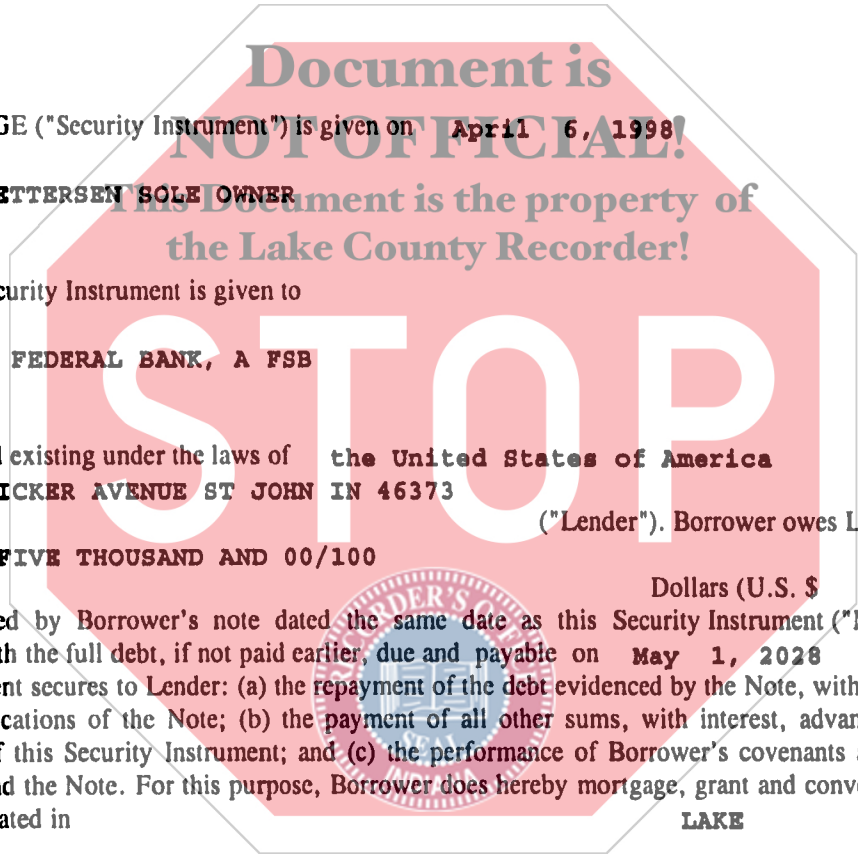 Document is
GE ("Security Instrument") is given on April 6, 1998
NOT OFFICIAL!
ETTERSEN SOLE OWNER
This Document is the property of
the Lake County Recorder!
curity Instrument is given to
STOP
FEDERAL BANK, A FSB
existing under the laws of the United States of America
ICKER AVENUE ST JOHN IN 46373
("Lender"). Borrower owes L
FIVE THOUSAND AND 00/100
Dollars (U.S. $
ed by Borrower's note dated the same date as this Security Instrument ("
th the full debt, if not paid earlier, due and payable on May 1, 2028
ent secures to Lender: (a) the repayment of the debt evidenced by the Note, with
cations of the Note; (b) the payment of all other sums, with interest, advan
f this Security Instrument; and (c) the performance of Borrower's covenants
nd the Note. For this purpose, Borrower does hereby mortgage, grant and conve
ated in LAKE
RECORDER'S OFFICE
SEAL
INDIANA